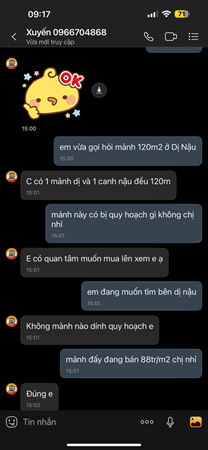 09:17
71
Xuyến 0966704868
Vừa mới truy cập
OK
15:00
em vừa gọi hỏi mảnh 120m2 ở Dị Nậu
15:00
C có 1 mảnh dị và 1 canh nậu đều 120m
15:01
mảnh này có bị quy hoạch gì không chị
nhỉ
15:01
E có quan tâm muốn mua lên xem e ạ
15:01
em đang muốn tìm bên dị nậu
15:01
Không mảnh nào dính quy hoạch e
15:01
mảnh đấy đang bán 88tr/m2 chị nhỉ
15:01
Đúng e
15:02
Tin nhắn